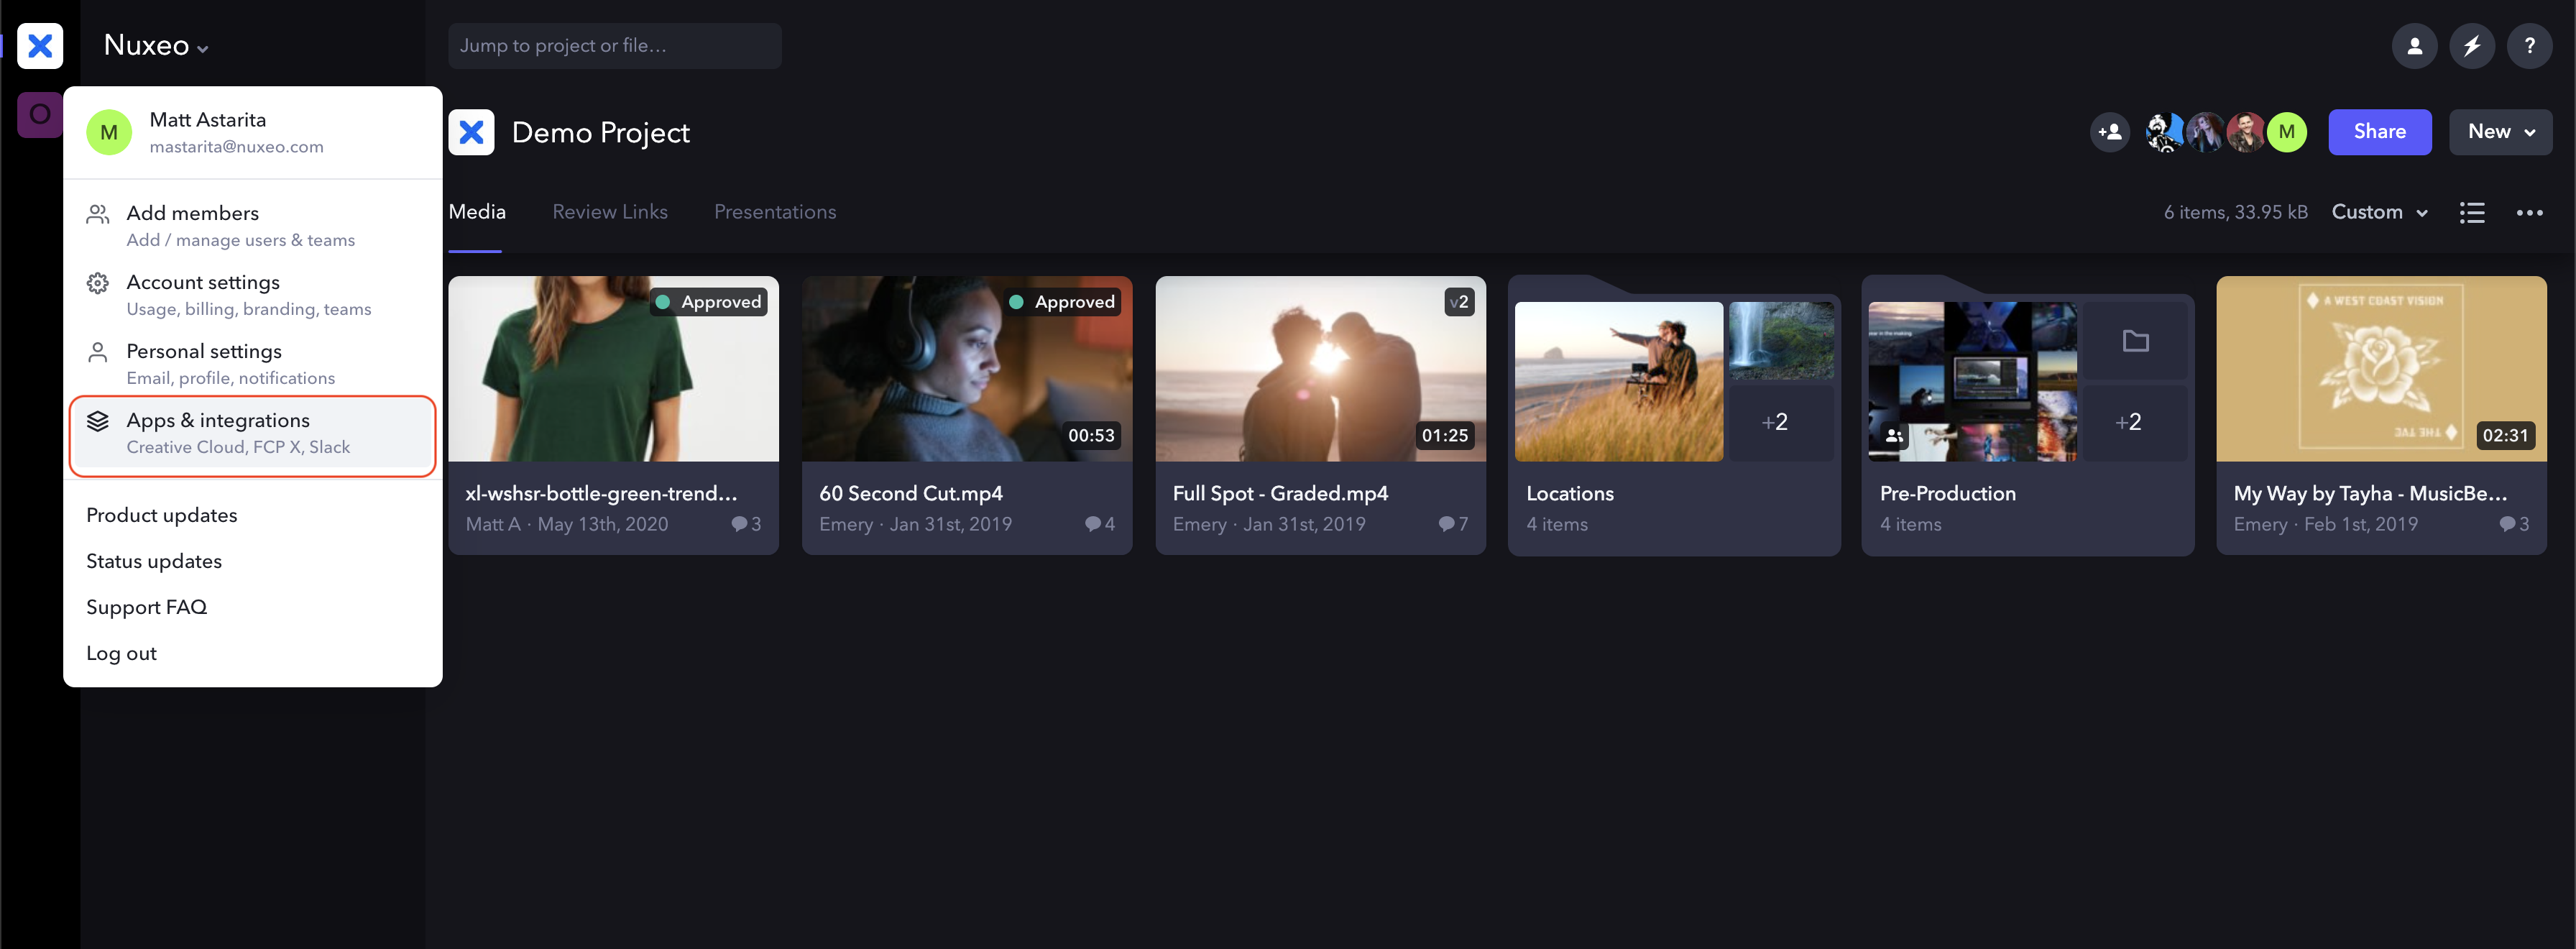 Nuxeo
Jump to project or file...
?
O
M
Matt Astarita
mastarita@nuxeo.com
Add members
Add / manage users & teams
Account settings
Usage, billing, branding, teams
Personal settings
Email, profile, notifications
Apps & integrations
Creative Cloud, FCP X, Slack
Product updates
Status updates
Support FAQ
Log out
Demo Project
M
Share
New
Media
Review Links
Presentations
6 items, 33.95 kB
Custom
Approved
xl-wshsr-bottle-green-trend...
Matt A · May 13th, 2020
3
Approved
00:53
60 Second Cut.mp4
Emery · Jan 31st, 2019
4
v2
01:25
Full Spot - Graded.mp4
Emery · Jan 31st, 2019
7
+2
Locations
4 items
+2
Pre-Production
4 items
A WEST COAST VISION
THE TVC
02:31
My Way by Tayha - MusicBe...
Emery · Feb 1st, 2019
3